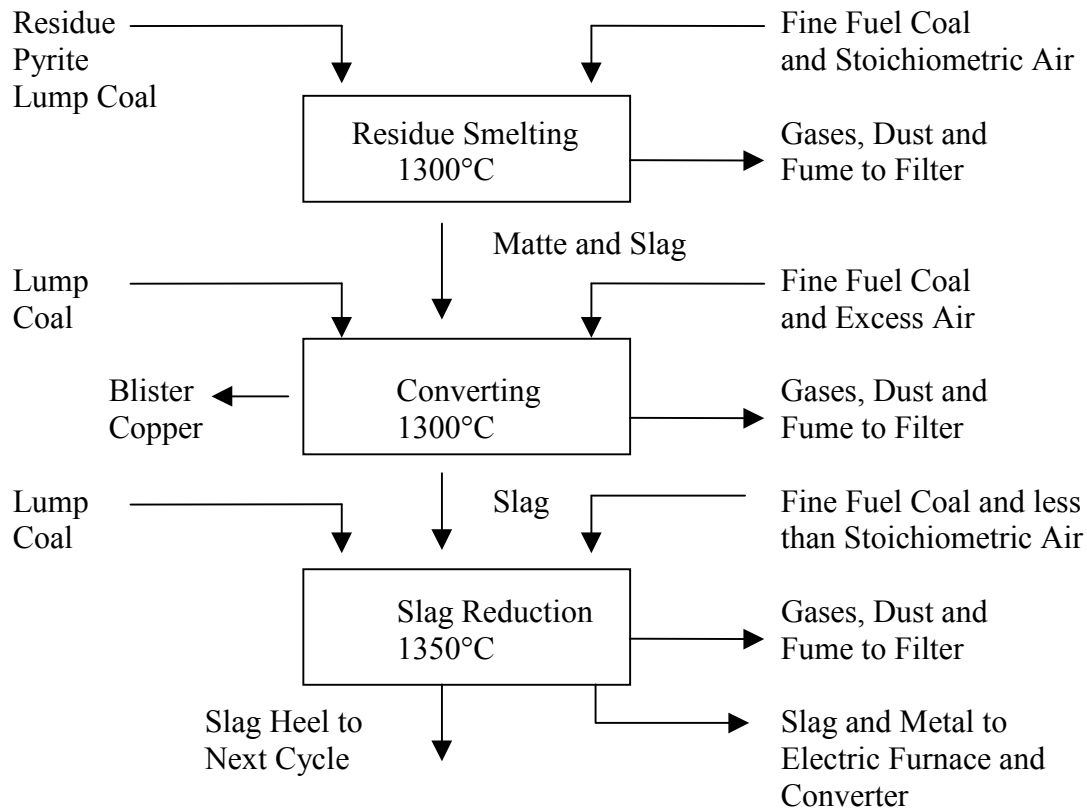 Residue
Pyrite
Lump Coal
Fine Fuel Coal
and Stoichiometric Air
Residue Smelting
1300°C
Gases, Dust and
Fume to Filter
Matte and Slag
Lump
Coal
Fine Fuel Coal
and Excess Air
Blister
Copper
Converting
1300°C
Gases, Dust and
Fume to Filter
Lump
Coal
Slag
Fine Fuel Coal and less
than Stoichiometric Air
Slag Reduction
1350°C
Gases, Dust and
Fume to Filter
Slag Heel to
Next Cycle
Slag and Metal to
Electric Furnace and
Converter